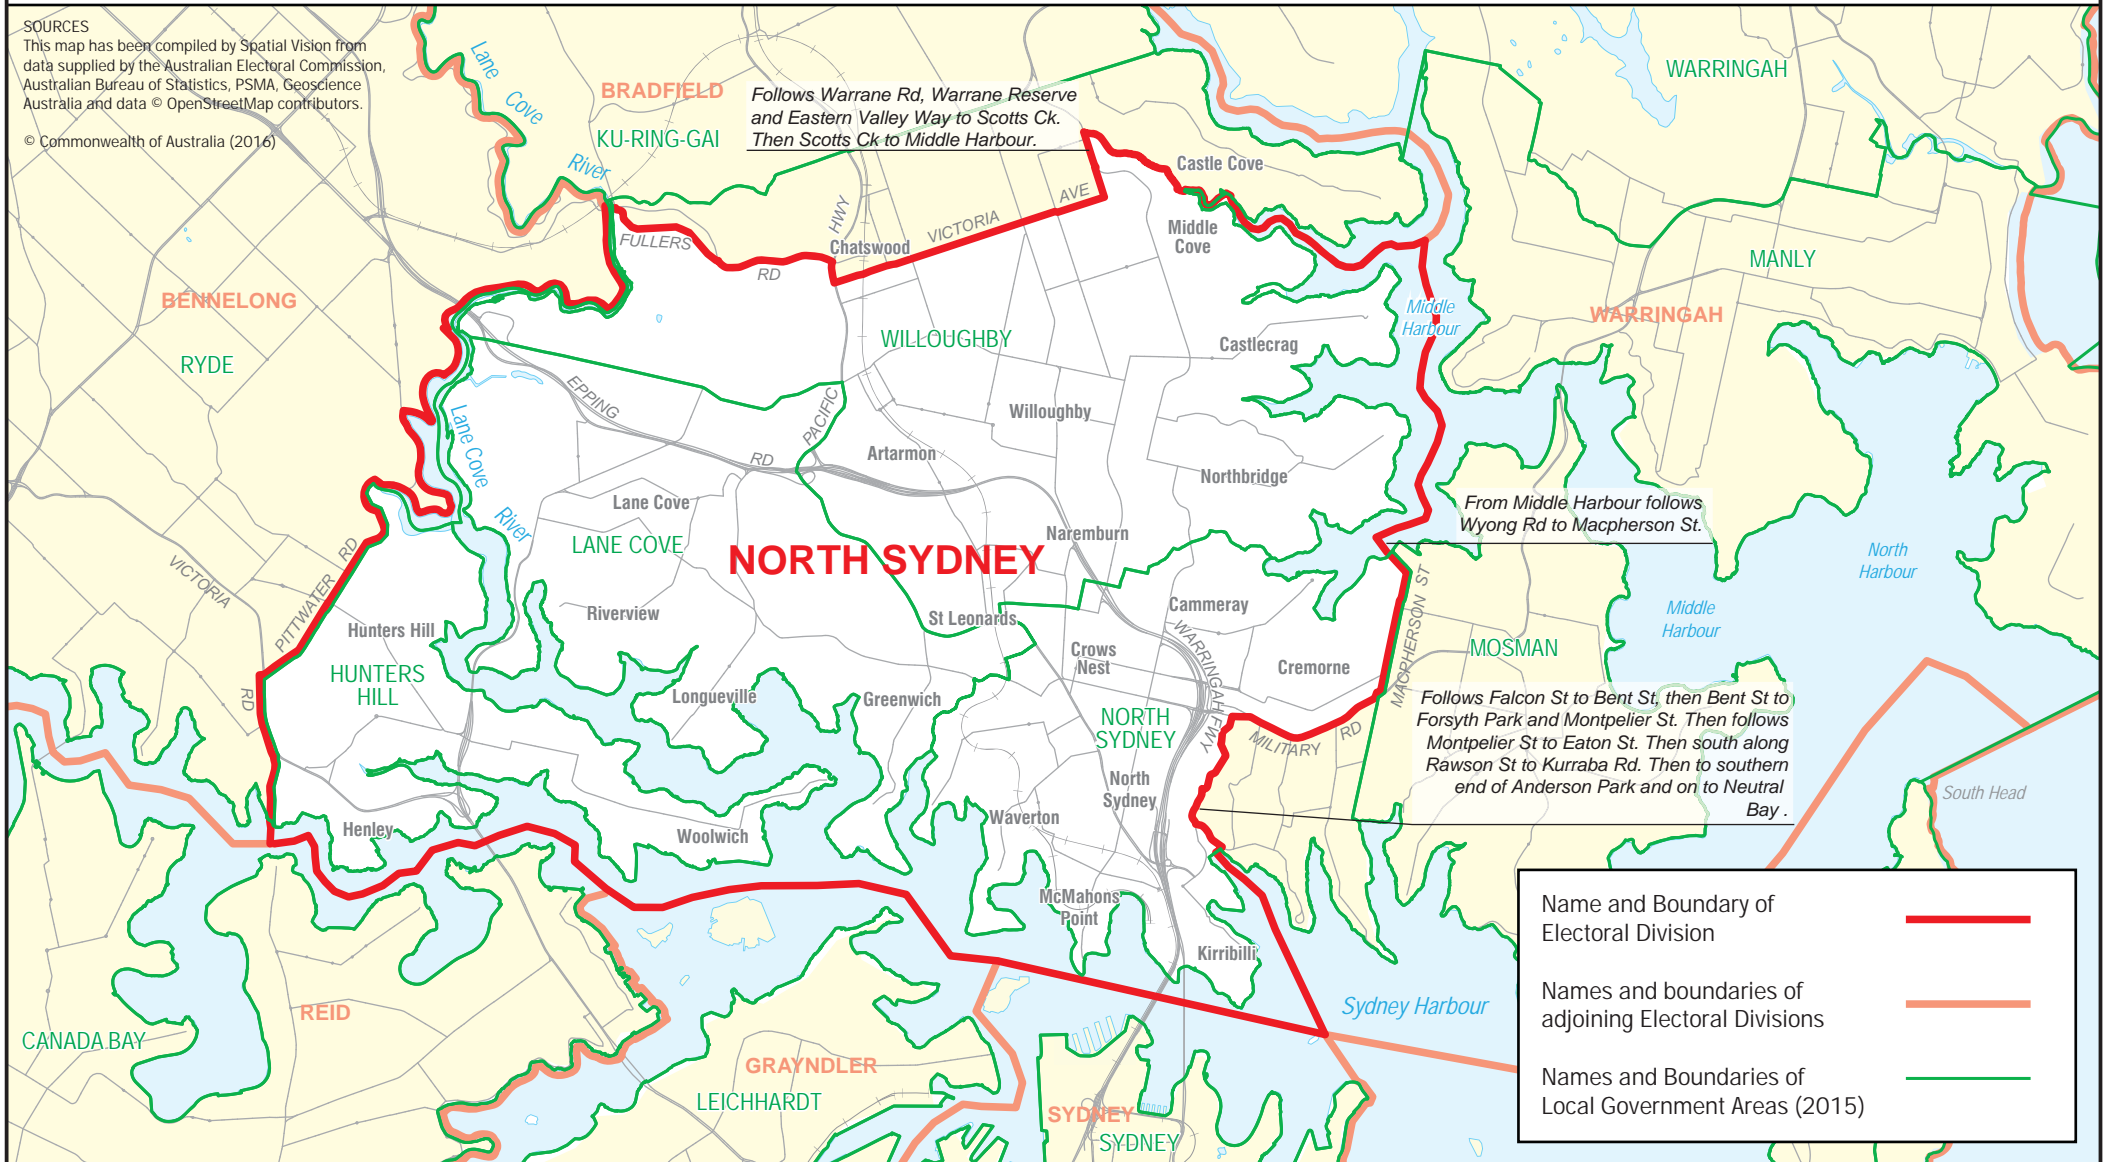 SOURCES
This map has been compiled by Spatial Vision from
data supplied by the Australian Electoral Commission,
Australian Bureau of Statistics, PSMA, Geoscience
Australia and data © OpenStreetMap contributors.
© Commonwealth of Australia (2016)
Lane
Cove
River
BRADFIELD
KU-RING-GAI
Follows Warrane Rd, Warrane Reserve
and Eastern Valley Way to Scotts Ck.
Then Scotts Ck to Middle Harbour.
WARRINGAH
Castle Cove
VICTORIA AVE
HWY
FULLERS
RD
Chatswood
Middle
Cove
MANLY
BENNELONG
RYDE
Middle
Harbour
WARRINGAH
WILLOUGHBY
Castlecrag
EPPING
RD
PACIFIC
Willoughby
Artarmon
Northbridge
Lane Cove
River
Lane Cove
LANE COVE
NORTH SYDNEY
Naremburn
From Middle Harbour follows
Wyong Rd to Macpherson St.
North
Harbour
VICTORIA
RD
PITTWATER RD
Riverview
St Leonards
Cammeray
WARRINGAH FWY
MACPHERSON ST
Middle
Harbour
Hunters Hill
HUNTERS
HILL
Crows
Nest
Cremorne
MOSMAN
Longueville
Greenwich
NORTH
SYDNEY
MILITARY RD
Follows Falcon St to Bent St, then Bent St to
Forsyth Park and Montpelier St. Then follows
Montpelier St to Eaton St. Then south along
Rawson St to Kurraba Rd. Then to southern
end of Anderson Park and on to Neutral
Bay .
North
Sydney
South Head
Henley
Woolwich
Waverton
McMahons
Point
Kirribilli
Sydney Harbour
REID
CANADA BAY
GRAYNDLER
LEICHHARDT
SYDNEY
SYDNEY
Name and Boundary of
Electoral Division
Names and boundaries of
adjoining Electoral Divisions
Names and Boundaries of
Local Government Areas (2015)